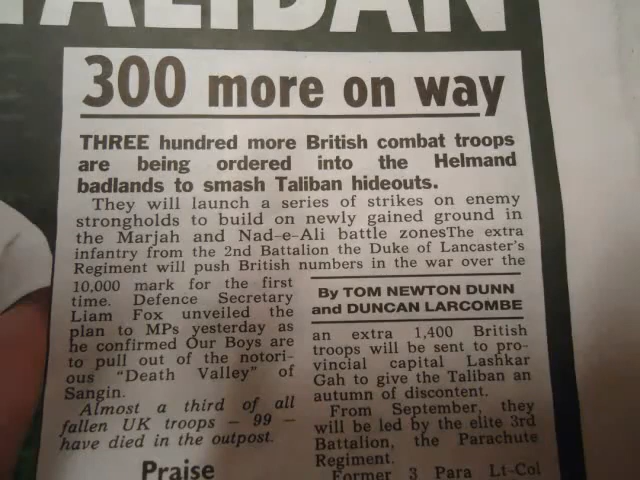 TALIBAN
300 more on way
THREE hundred more British combat troops
are being ordered into the Helmand
badlands to smash Taliban hideouts.
They will launch a series of strikes on enemy
strongholds to build on newly gained ground in
the Marjah and Nad-e-Ali battle zonesThe extra
infantry from the 2nd Battalion the Duke of Lancaster's
Regiment will push British numbers in the war over the
10,000 mark for the first
time. Defence Secretary
Liam Fox unveiled the
plan to MPs yesterday as
he confirmed Our Boys are
to pull out of the notori-
ous "Death Valley" of
Sangin.
Almost a third of all
fallen UK troops – 99 –
have died in the outpost.
Praise
By TOM NEWTON DUNN
and DUNCAN LARCOMBE
an extra 1,400 British
troops will be sent to pro-
vincial capital Lashkar
Gah to give the Taliban an
autumn of discontent.
From September, they
will be led by the elite 3rd
Battalion, the Parachute
Regiment.
Former 3 Para Lt-Col